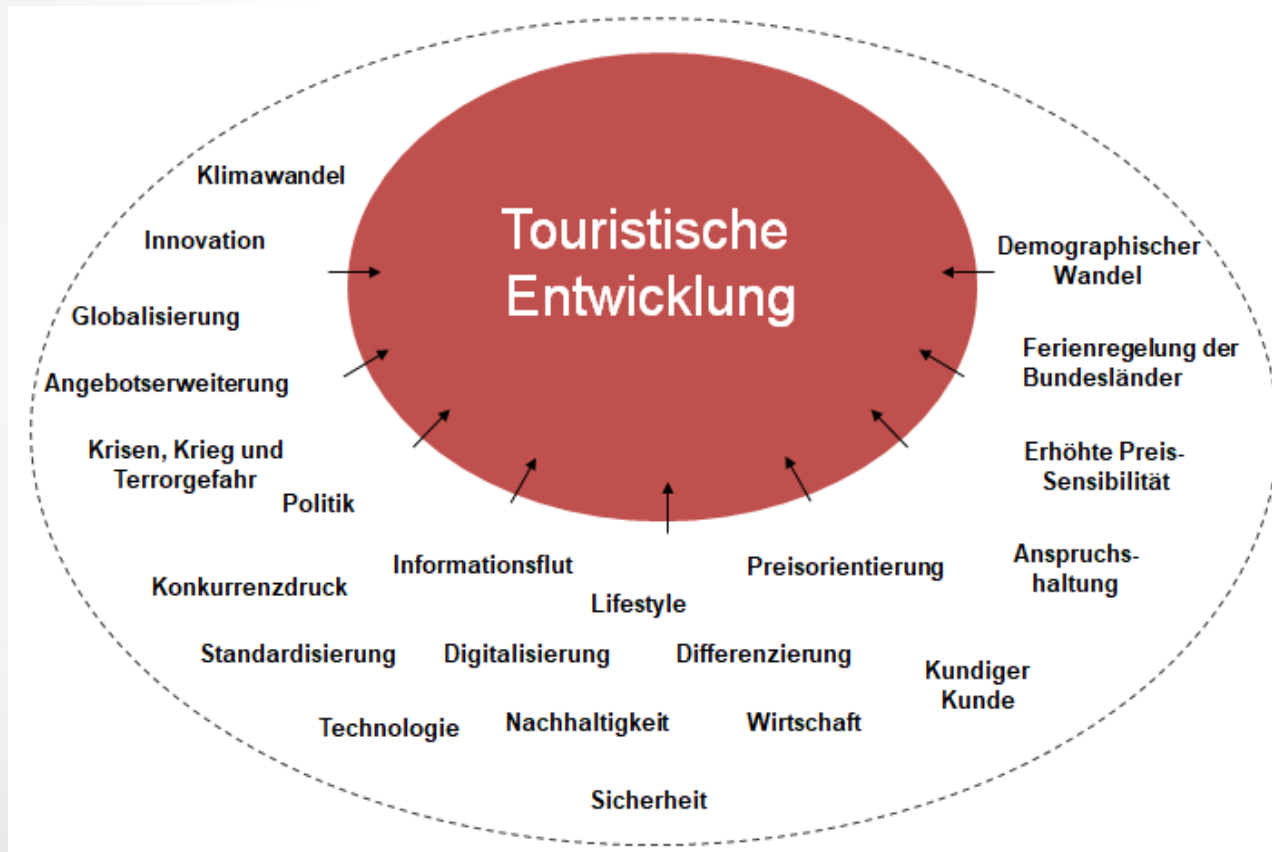 Touristische
Entwicklung
Klimawandel
Innovation
Globalisierung
Angebotserweiterung
Krisen, Krieg und
Terrorgefahr
Politik
Konkurrenzdruck
Informationsflut
Lifestyle
Preisorientierung
Standardisierung
Digitalisierung
Differenzierung
Technologie
Nachhaltigkeit
Wirtschaft
Sicherheit
Demographischer
Wandel
Ferienregelung der
Bundesländer
Erhöhte Preis-
Sensibilität
Anspruchs-
haltung
Kundiger
Kunde